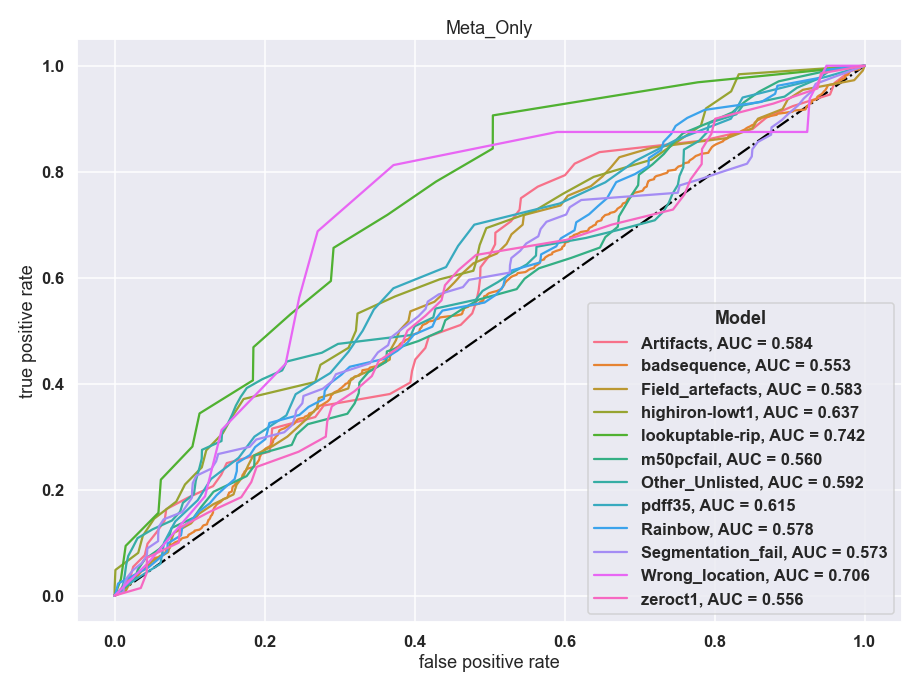 Meta_Only
true positive rate
1.0
0.8
0.6
0.4
0.2
0.0
0.0 0.2 0.4 0.6 0.8 1.0
false positive rate
Model
Artifacts, AUC = 0.584
badsequence, AUC = 0.553
Field_artefacts, AUC = 0.583
highiron-lowt1, AUC = 0.637
lookuptable-rip, AUC = 0.742
m50pcfail, AUC = 0.560
Other_Unlisted, AUC = 0.592
pdff35, AUC = 0.615
Rainbow, AUC = 0.578
Segmentation_fail, AUC = 0.573
Wrong_location, AUC = 0.706
zeroct1, AUC = 0.556